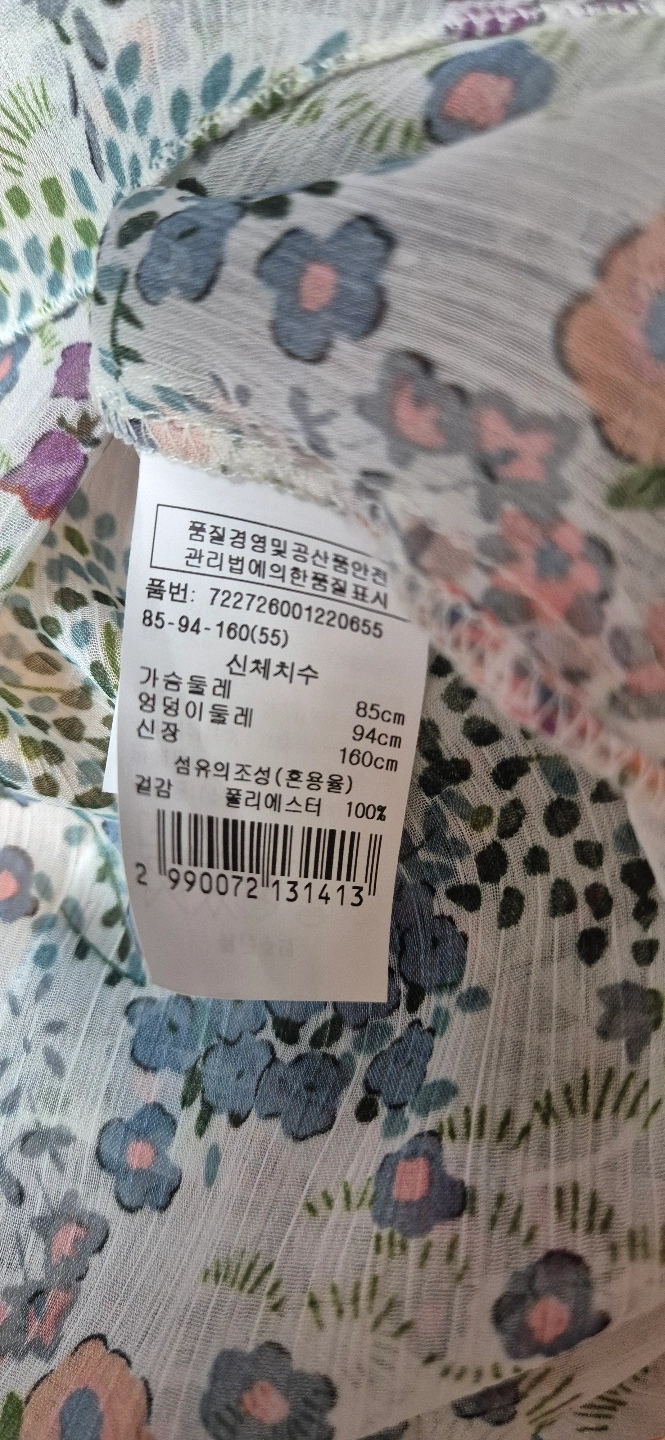 품질경영및공산품안전
관리법에의한품질표시
품번: 722726001220655
85-94-160(55)
신체치수
가슴둘레 85cm
엉덩이둘레 94cm
신장 160cm
섬유의조성(혼용율)
겉감 폴리에스터 100%
2 990072 131413